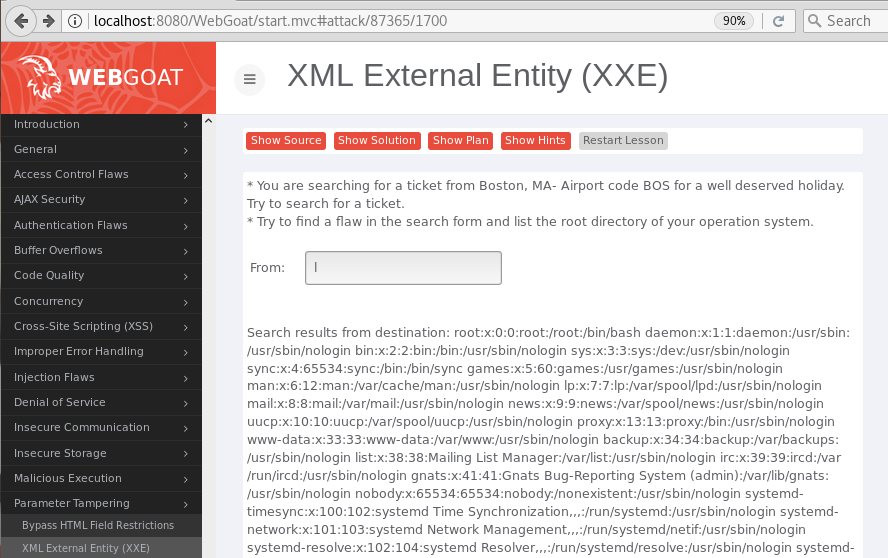 localhost:8080/WebGoat/start.mvc#attack/87365/1700
90%
Search
WEBGOAT
XML External Entity (XXE)
Introduction
General
Access Control Flaws
AJAX Security
Authentication Flaws
Buffer Overflows
Code Quality
Concurrency
Cross-Site Scripting (XSS)
Improper Error Handling
Injection Flaws
Denial of Service
Insecure Communication
Insecure Storage
Malicious Execution
Parameter Tampering
Bypass HTML Field Restrictions
XML External Entity (XXE)
Show Source Show Solution Show Plan Show Hints Restart Lesson
* You are searching for a ticket from Boston, MA- Airport code BOS for a well deserved holiday.
Try to search for a ticket.
* Try to find a flaw in the search form and list the root directory of your operation system.
From:
Search results from destination: root:x:0:0:root:/root:/bin/bash daemon:x:1:1:daemon:/usr/sbin:
/usr/sbin/nologin bin:x:2:2:bin:/bin:/usr/sbin/nologin sys:x:3:3:sys:/dev:/usr/sbin/nologin
sync:x:4:65534:sync:/bin:/bin/sync games:x:5:60:games:/usr/games:/usr/sbin/nologin
man:x:6:12:man:/var/cache/man:/usr/sbin/nologin lp:x:7:7:lp:/var/spool/lpd:/usr/sbin/nologin
mail:x:8:8:mail:/var/mail:/usr/sbin/nologin news:x:9:9:news:/var/spool/news:/usr/sbin/nologin
uucp:x:10:10:uucp:/var/spool/uucp:/usr/sbin/nologin proxy:x:13:13:proxy:/bin:/usr/sbin/nologin
www-data:x:33:33:www-data:/var/www:/usr/sbin/nologin backup:x:34:34:backup:/var/backups:
/usr/sbin/nologin list:x:38:38:Mailing List Manager:/var/list:/usr/sbin/nologin irc:x:39:39:ircd:/var
/run/ircd:/usr/sbin/nologin gnats:x:41:41:Gnats Bug-Reporting System (admin):/var/lib/gnats:
/usr/sbin/nologin nobody:x:65534:65534:nobody:/nonexistent:/usr/sbin/nologin systemd-
timesync:x:100:102:systemd Time Synchronization,,,:/run/systemd:/usr/sbin/nologin systemd-
network:x:101:103:systemd Network Management,,,:/run/systemd/netif:/usr/sbin/nologin
systemd-resolve:x:102:104:systemd Resolver,,,:/run/systemd/resolve:/usr/sbin/nologin systemd-